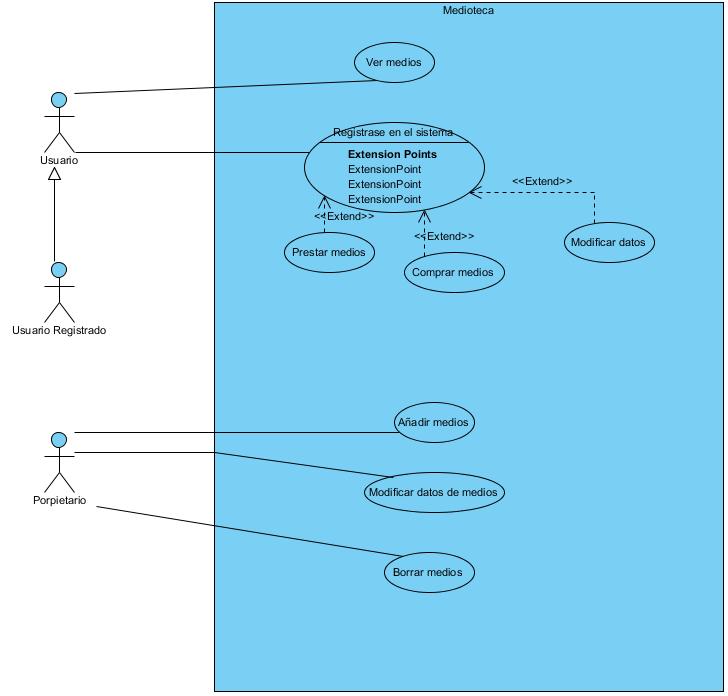 Medioteca
Ver medios
Registrase en el sistema
Extension Points
ExtensionPoint
ExtensionPoint
ExtensionPoint
Usuario
<<Extend>>
<<Extend>>
<<Extend>>
Prestar medios
Comprar medios
Modificar datos
Usuario Registrado
Añadir medios
Porpietario
Modificar datos de medios
Borrar medios